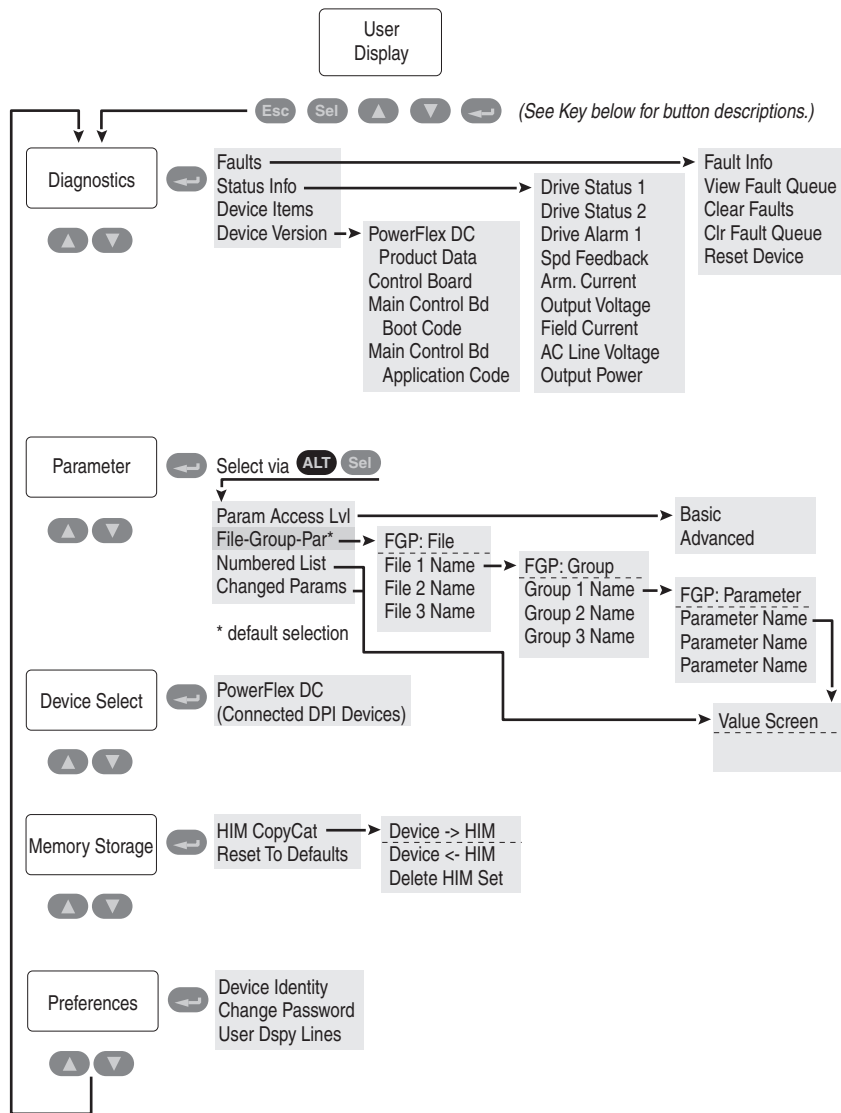 User
Display
Esc Sel (See Key below for button descriptions.)
Diagnostics
Faults
Status Info
Device Items
Device Version
PowerFlex DC
Product Data
Control Board
Main Control Bd
Boot Code
Main Control Bd
Application Code
Drive Status 1
Drive Status 2
Drive Alarm 1
Spd Feedback
Arm. Current
Output Voltage
Field Current
AC Line Voltage
Output Power
Fault Info
View Fault Queue
Clear Faults
Clr Fault Queue
Reset Device
Parameter
Select via ALT Sel
Param Access Lvl
File-Group-Par*
Numbered List
Changed Params
* default selection
FGP: File
File 1 Name
File 2 Name
File 3 Name
FGP: Group
Group 1 Name
Group 2 Name
Group 3 Name
Basic
Advanced
FGP: Parameter
Parameter Name
Parameter Name
Parameter Name
Value Screen
Device Select
PowerFlex DC
(Connected DPI Devices)
Memory Storage
HIM CopyCat
Reset To Defaults
Device -> HIM
Device <- HIM
Delete HIM Set
Preferences
Device Identity
Change Password
User Dspy Lines